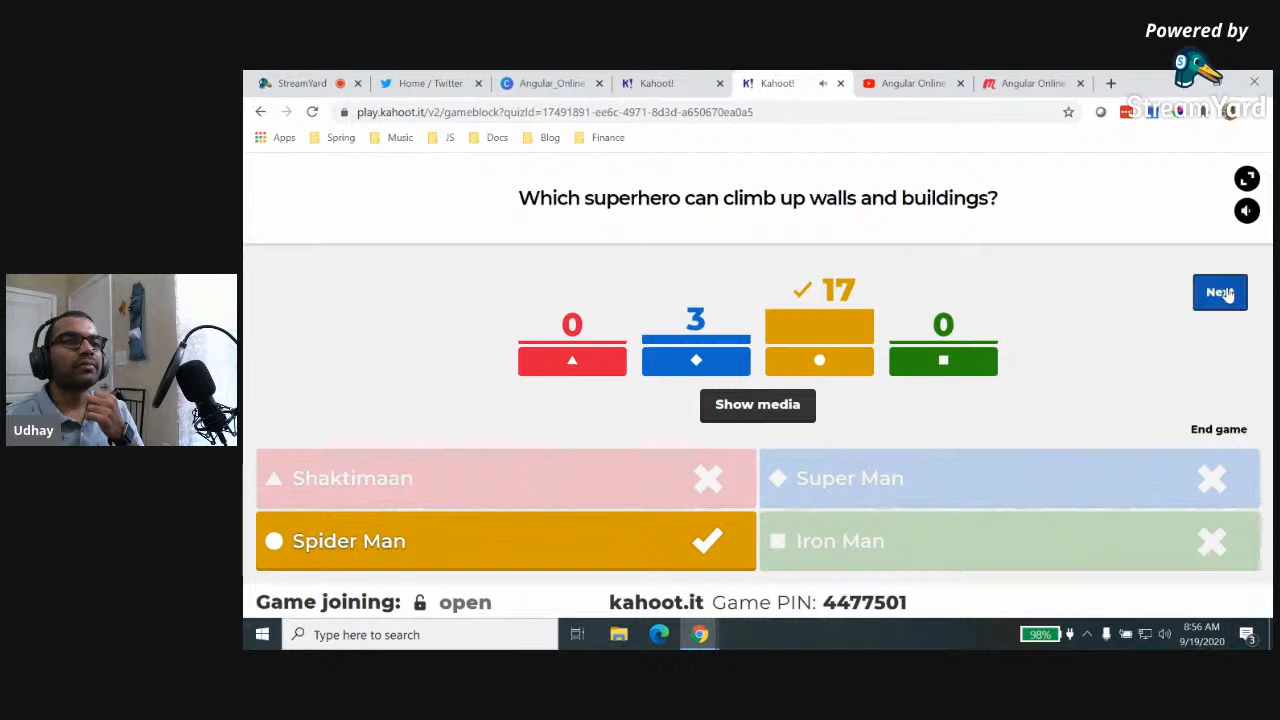 Powered by
StreamYard
StreamYard
Home / Twitter
Angular_Online
Kahoot!
Kahoot!
Angular Online
Angular Online
play.kahoot.it/v2/gameblock?quizId=17491891-ee6c-4971-8d3d-a650670ea0a5
Apps
Spring
Music
JS
Docs
Blog
Finance
Which superhero can climb up walls and buildings?
0
3
17
0
Next
Show media
End game
Shaktimaan
Super Man
Spider Man
Iron Man
Game joining: open
kahoot.it Game PIN: 4477501
Udhay
Type here to search
98%
8:56 AM
9/19/2020
3